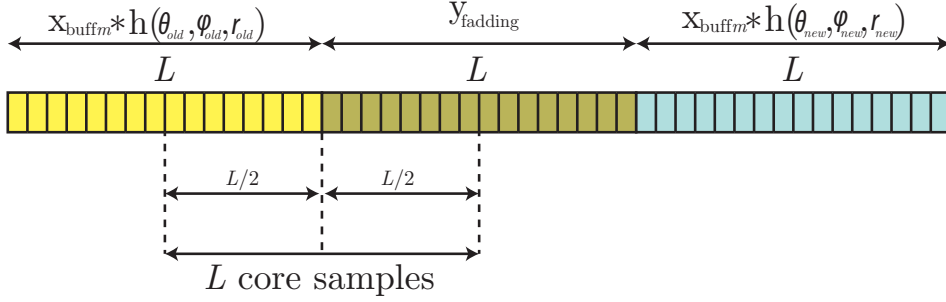 x_buffm*h(θ_old,φ_old,r_old) y_fadding x_buffm*h(θ_new,φ_new,r_new)
L L L
L/2 L/2
L core samples